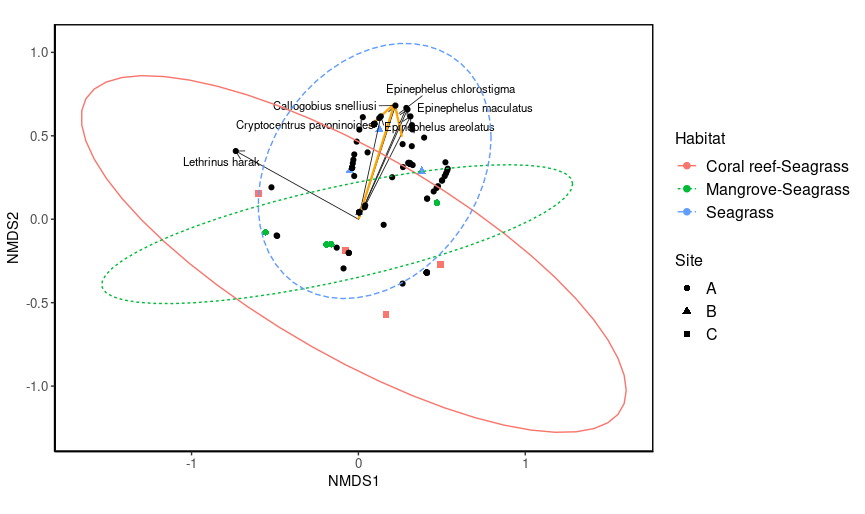 1.0
0.5
0.0
-0.5
-1.0
NMDS2
-1
0
1
NMDS1
Epinephelus chlorostigma
Callogobius snelliusi
Epinephelus maculatus
Cryptocentrus pavoninoides
Epinephelus areolatus
Lethrinus harak
Habitat
Coral reef-Seagrass
Mangrove-Seagrass
Seagrass
Site
A
B
C